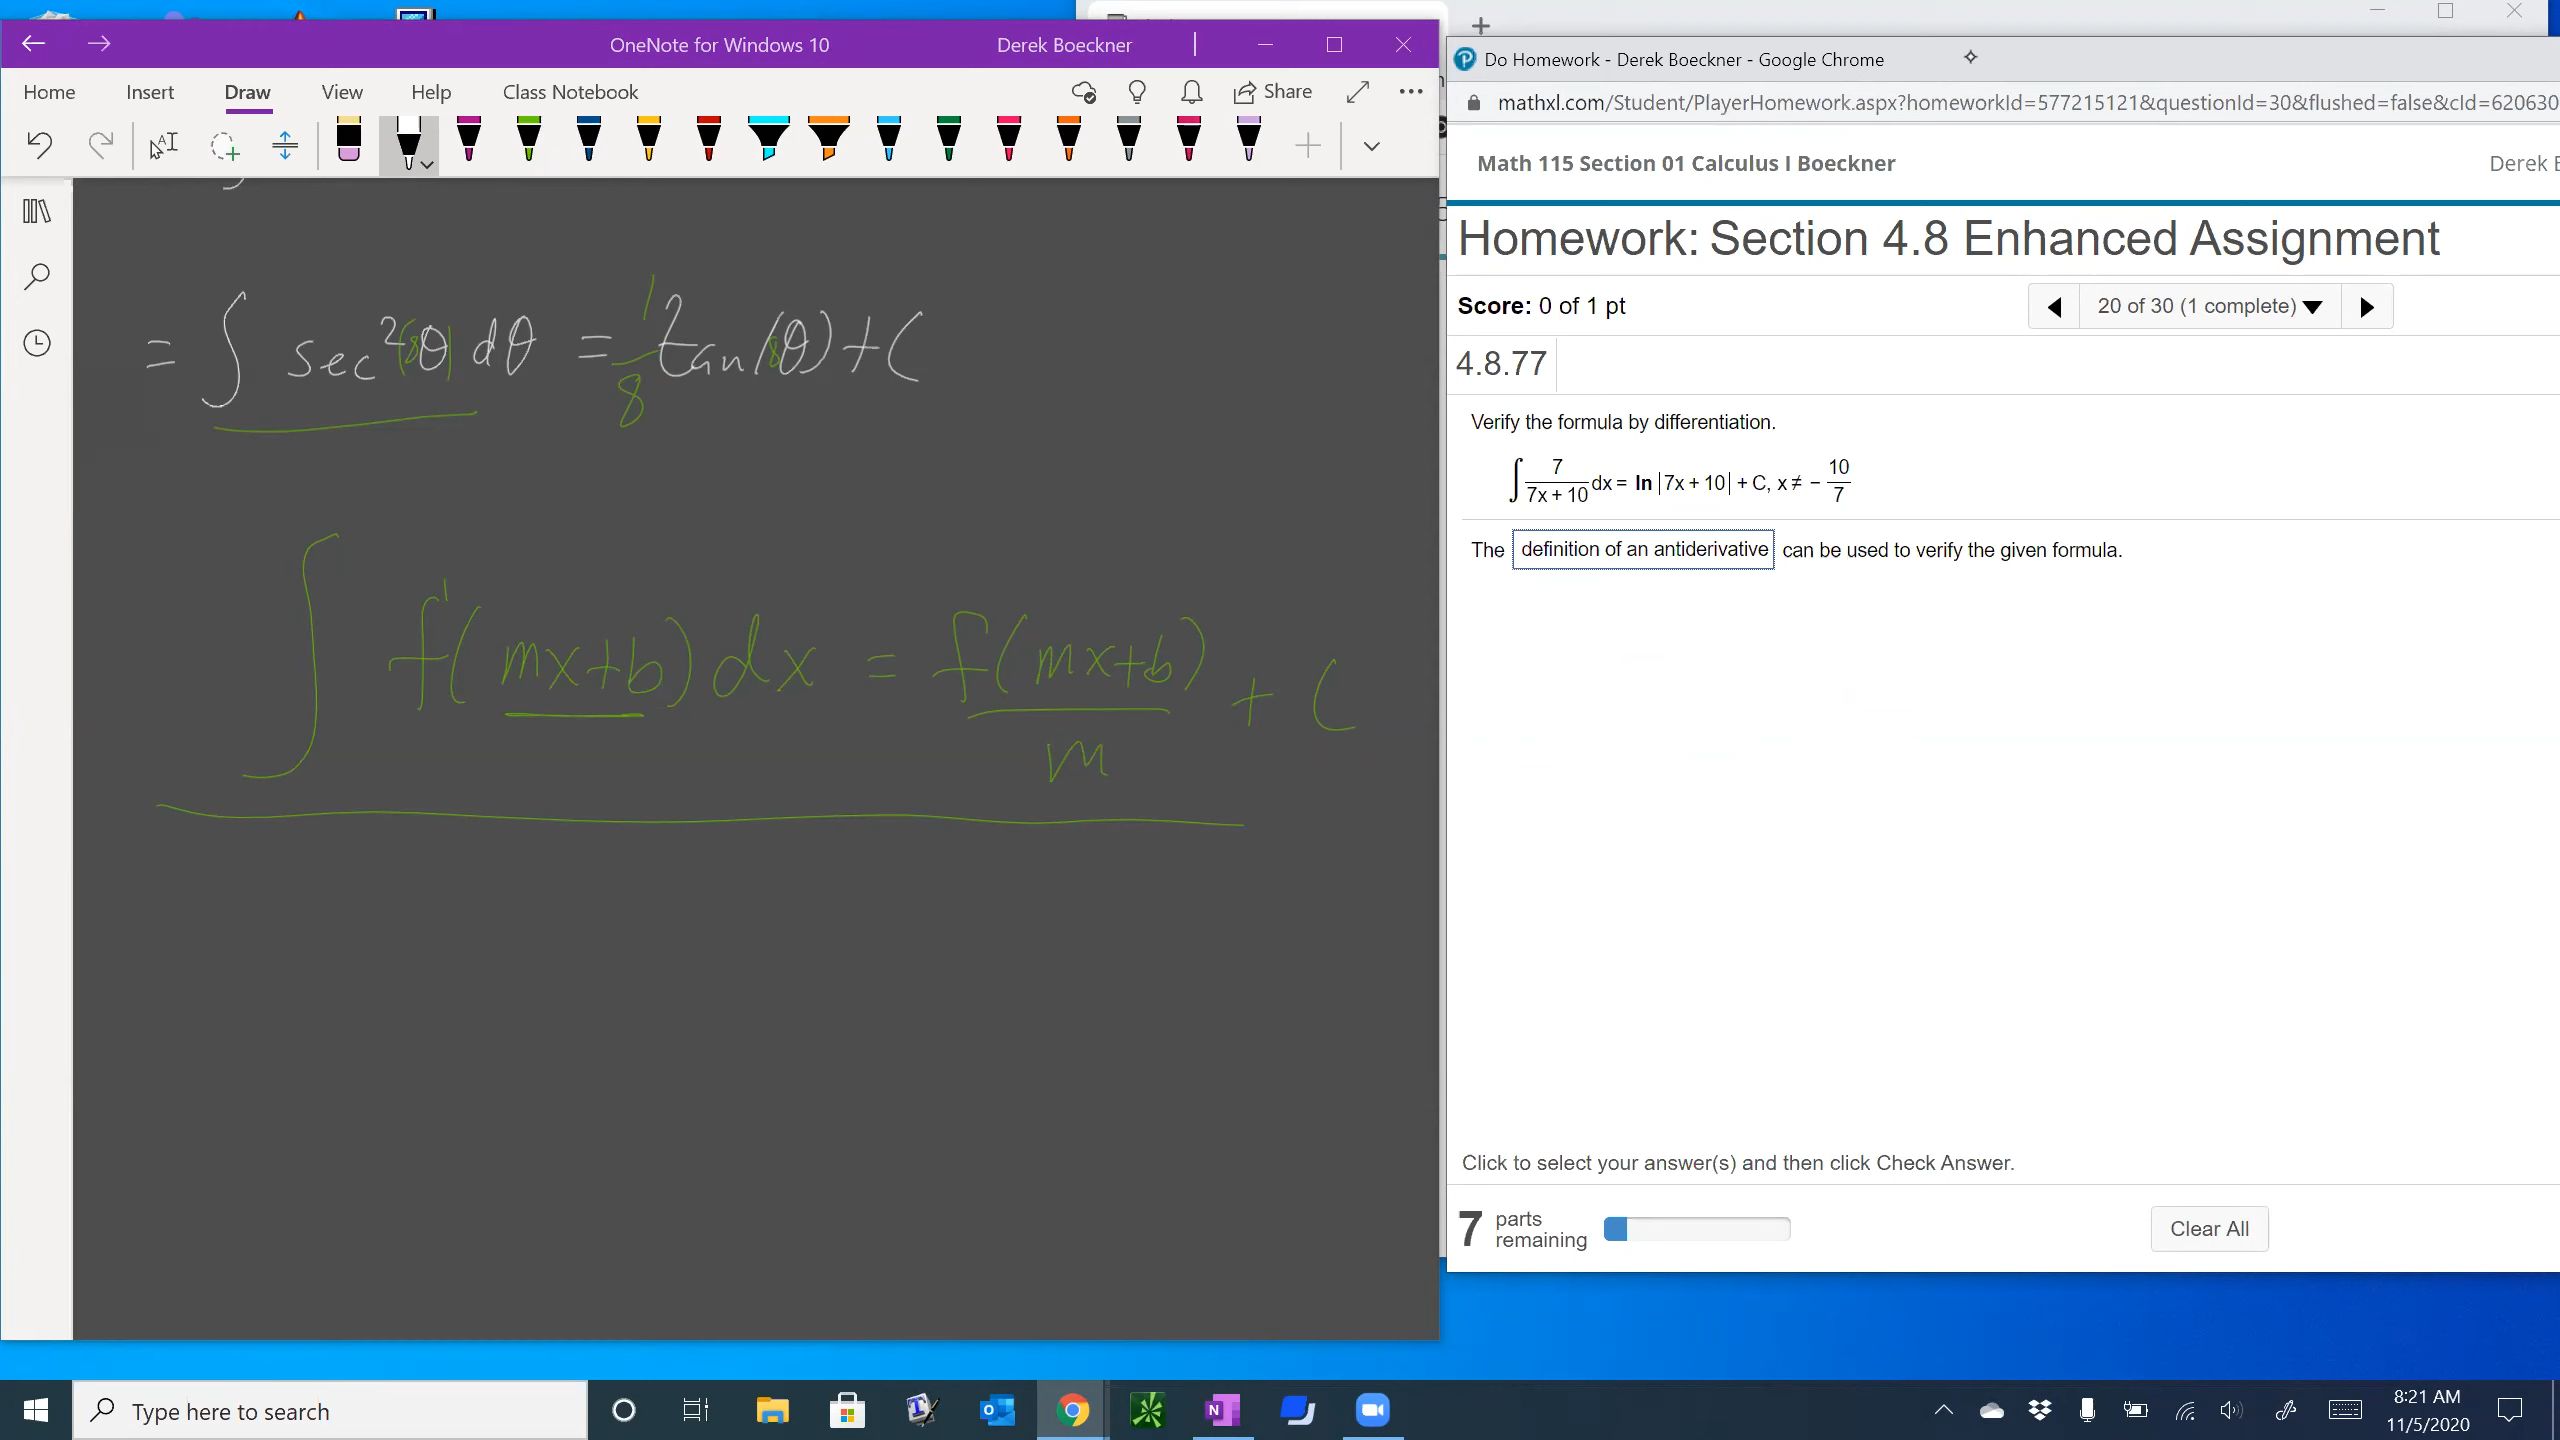 OneNote for Windows 10
Derek Boeckner
Home Insert Draw View Help Class Notebook Share
= ∫ sec²(8θ) dθ = 1/8 tan(8θ) + C
∫ f'(mx+b) dx = f(mx+b)/m + C
Do Homework - Derek Boeckner - Google Chrome
mathxl.com/Student/PlayerHomework.aspx?homeworkId=577215121&questionId=30&flushed=false&cId=620630
Math 115 Section 01 Calculus I Boeckner
Derek
Homework: Section 4.8 Enhanced Assignment
Score: 0 of 1 pt
20 of 30 (1 complete)
4.8.77
Verify the formula by differentiation.
∫ 7/(7x + 10) dx = ln |7x + 10| + C, x ≠ − 10/7
The definition of an antiderivative can be used to verify the given formula.
Click to select your answer(s) and then click Check Answer.
7 parts remaining
Clear All
Type here to search
8:21 AM
11/5/2020